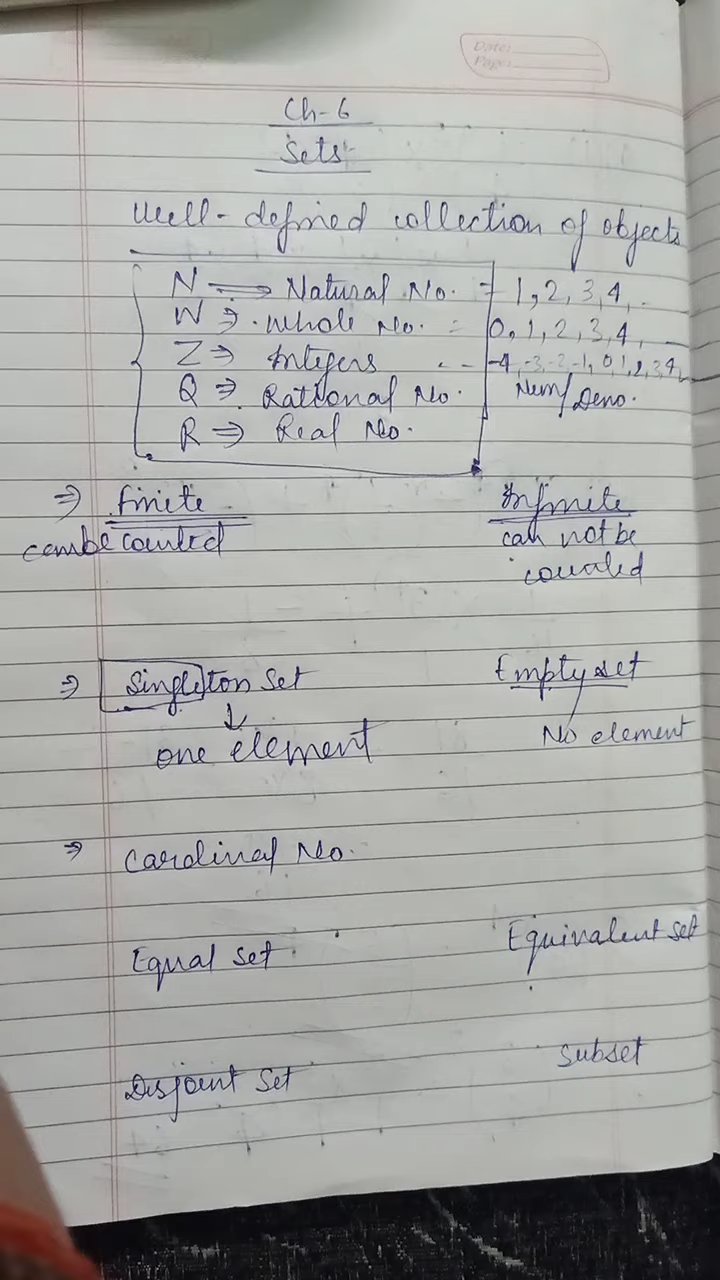 Date:
Page:
Ch-6
Sets
Well-defined collection of objects
N ⇒ Natural No. - 1, 2, 3, 4, .
W ⇒ Whole No. = 0, 1, 2, 3, 4,
Z ⇒ Integers - - -4, -3, -2, -1, 0, 1, 2, 3, 4,
Q ⇒ Rational No. Num/Deno.
R ⇒ Real No.
⇒ finite Infinite
can be counted can not be
counted
⇒ Singleton Set Empty set
↓
one element No element
⇒ Cardinal No.
Equal Set Equivalent set
Disjoint Set Subset